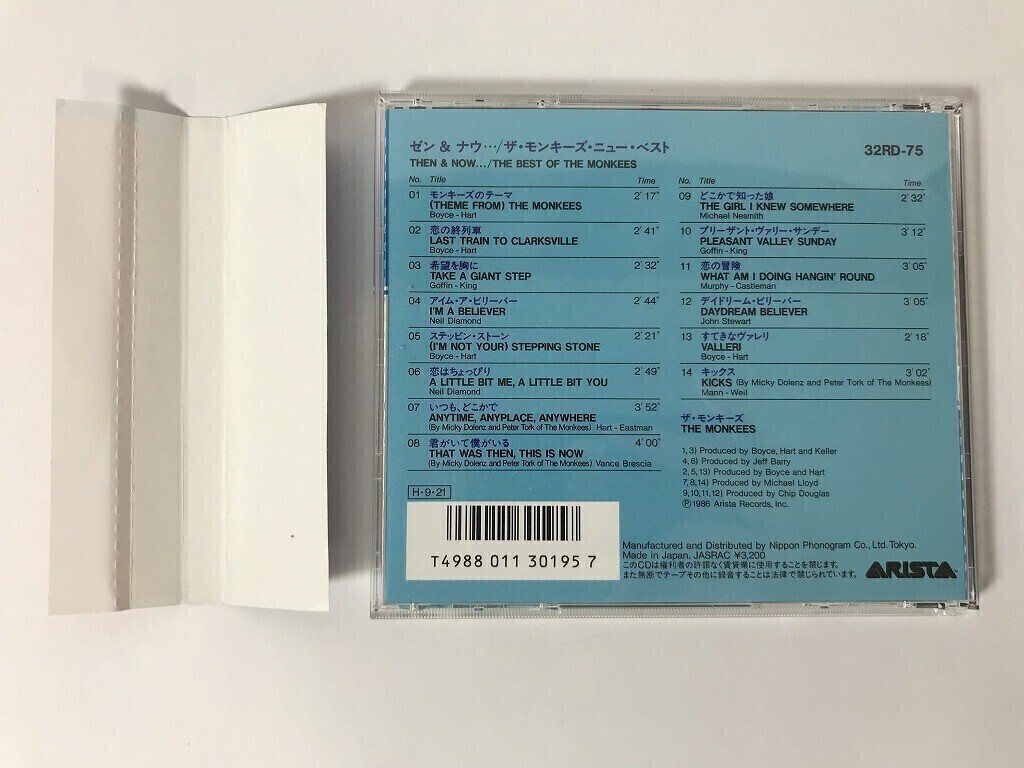 ゼン & ナウ…/ザ・モンキーズ・ニュー・ベスト
THEN & NOW.../THE BEST OF THE MONKEES
32RD-75
No. Title Time
01 モンキーズのテーマ 2' 17"
(THEME FROM) THE MONKEES
Boyce - Hart
02 恋の終列車 2' 41"
LAST TRAIN TO CLARKSVILLE
Boyce - Hart
03 希望を胸に 2' 32"
TAKE A GIANT STEP
Goffin - King
04 アイム・ア・ビリーバー 2' 44"
I'M A BELIEVER
Neil Diamond
05 ステッピン・ストーン 2' 21"
(I'M NOT YOUR) STEPPING STONE
Boyce - Hart
06 恋はちょっぴり 2' 49"
A LITTLE BIT ME, A LITTLE BIT YOU
Neil Diamond
07 いつも、どこかで 3' 52"
ANYTIME, ANYPLACE, ANYWHERE
(By Micky Dolenz and Peter Tork of The Monkees) Hart - Eastman
08 君がいて僕がいる 4' 00"
THAT WAS THEN, THIS IS NOW
(By Micky Dolenz and Peter Tork of The Monkees) Vance Brescia
No. Title Time
09 どこかで知った娘 2' 32"
THE GIRL I KNEW SOMEWHERE
Michael Nesmith
10 プリーザント・ヴァリー・サンデー 3' 12"
PLEASANT VALLEY SUNDAY
Goffin - King
11 恋の冒険 3' 05"
WHAT AM I DOING HANGIN' ROUND
Murphy - Castleman
12 デイドリーム・ビリーバー 3' 05"
DAYDREAM BELIEVER
John Stewart
13 すてきなヴァレリ 2' 18"
VALLERI
Boyce - Hart
14 キックス 3' 02"
KICKS (By Micky Dolenz and Peter Tork of The Monkees)
Mann - Weil
ザ・モンキーズ
THE MONKEES
1, 3) Produced by Boyce, Hart and Keller
4, 6) Produced by Jeff Barry
2, 5, 13) Produced by Boyce and Hart
7, 8, 14) Produced by Michael Lloyd
9, 10, 11, 12) Produced by Chip Douglas
Ⓟ1986 Arista Records, Inc.
H・9・21
T4988 011 30195 7
Manufactured and Distributed by Nippon Phonogram Co., Ltd. Tokyo.
Made in Japan. JASRAC ¥3,200
このCDは権利者の許諾なく賃貸業に使用することを禁じます。
また無断でテープその他に録音することは法律で禁じられています。
ARISTA